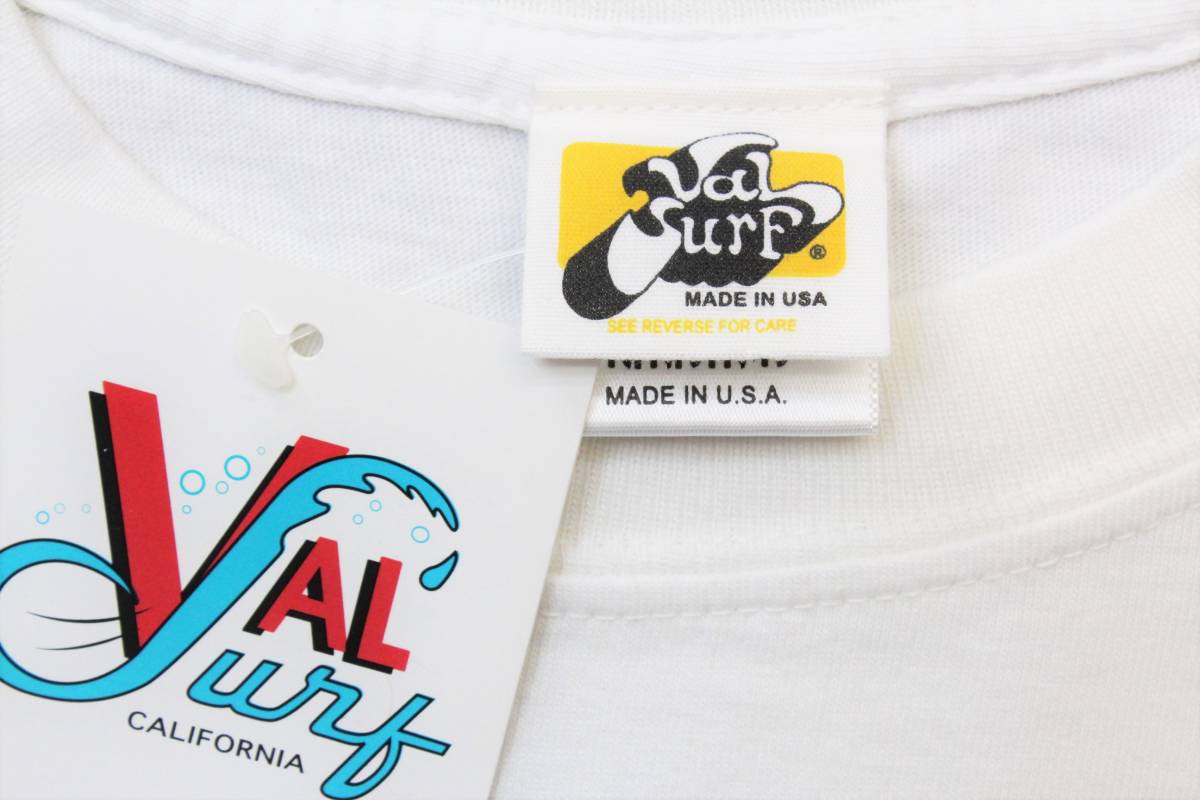 Val
Surf
®
MADE IN USA
SEE REVERSE FOR CARE
MADE IN U.S.A.
VAL
Surf
CALIFORNIA